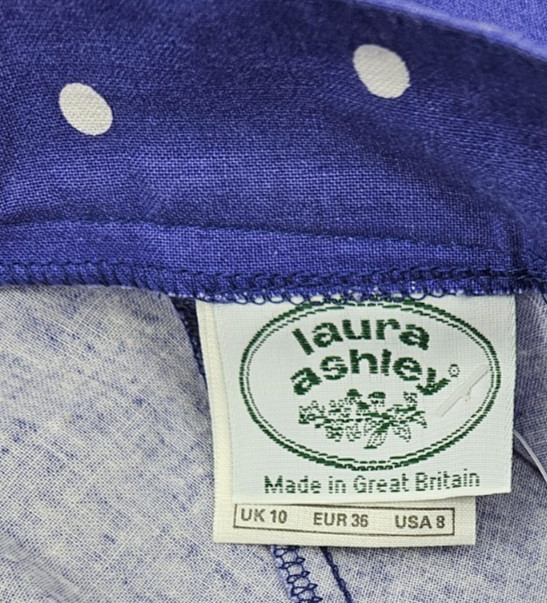 laura
ashley®
Made in Great Britain
UK 10 EUR 36 USA 8